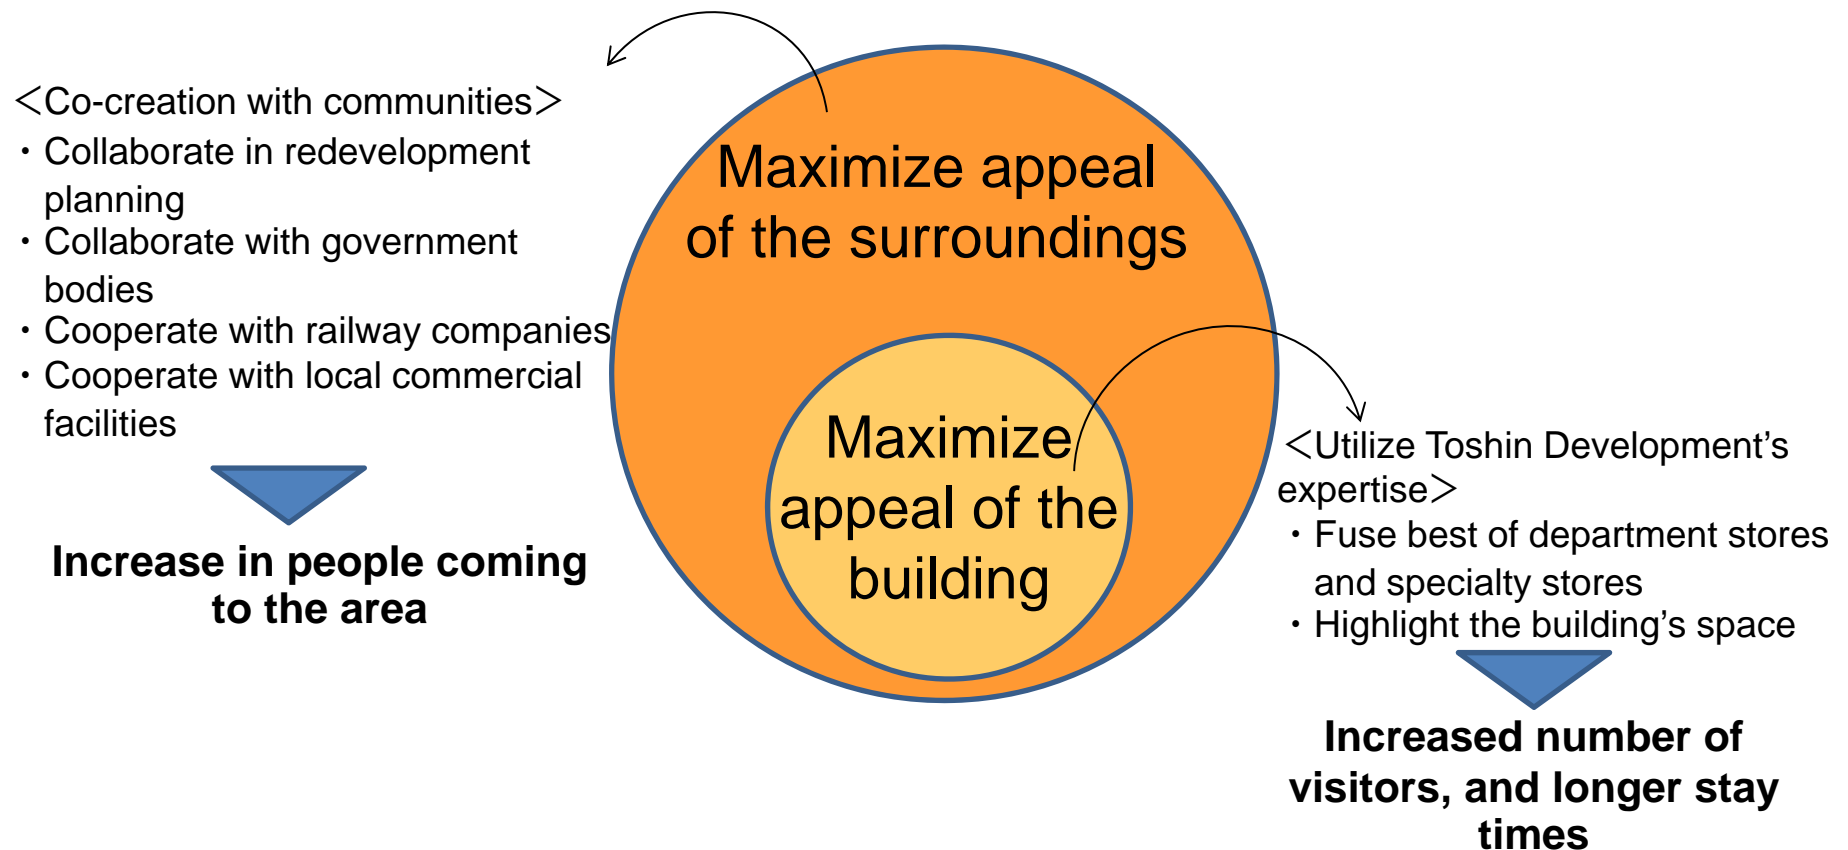 ＜Co-creation with communities＞
・Collaborate in redevelopment
planning
・Collaborate with government
bodies
・Cooperate with railway companies
・Cooperate with local commercial
facilities
Increase in people coming
to the area
Maximize appeal
of the surroundings
Maximize
appeal of the
building
＜Utilize Toshin Development’s
expertise＞
・Fuse best of department stores
and specialty stores
・Highlight the building’s space
Increased number of
visitors, and longer stay
times